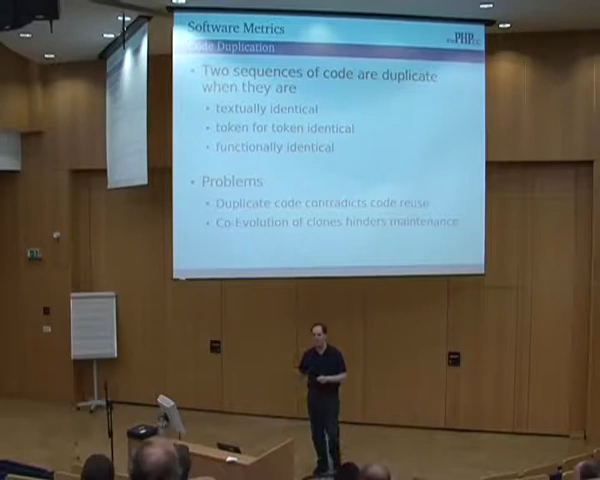 Software Metrics
Code Duplication
thePHP.cc
Two sequences of code are duplicate
when they are
textually identical
token for token identical
functionally identical
Problems
Duplicate code contradicts code reuse
Co-Evolution of clones hinders maintenance